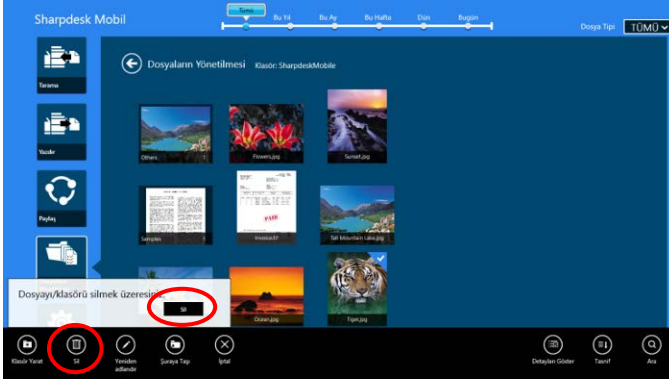 Sharpdesk Mobil
Tümü
Bu Yıl
Bu Ay
Bu Hafta
Dün
Bugün
Dosya Tipi
TÜMÜ
Tarama
Dosyaların Yönetilmesi
Klasör: SharpdeskMobile
Yazdır
Others
Flowers.jpg
Sunset.jpg
Paylaş
PAID
Samples
Tall Mountain Lake.jpg
Dosyayı/klasörü silmek üzeresiniz.
Sil
Ocean.jpg
Tiger.jpg
Klasör Yarat
Sil
Yeniden
adlandır
Şuraya Taşı
İptal
Detayları Göster
Tasnif
Ara